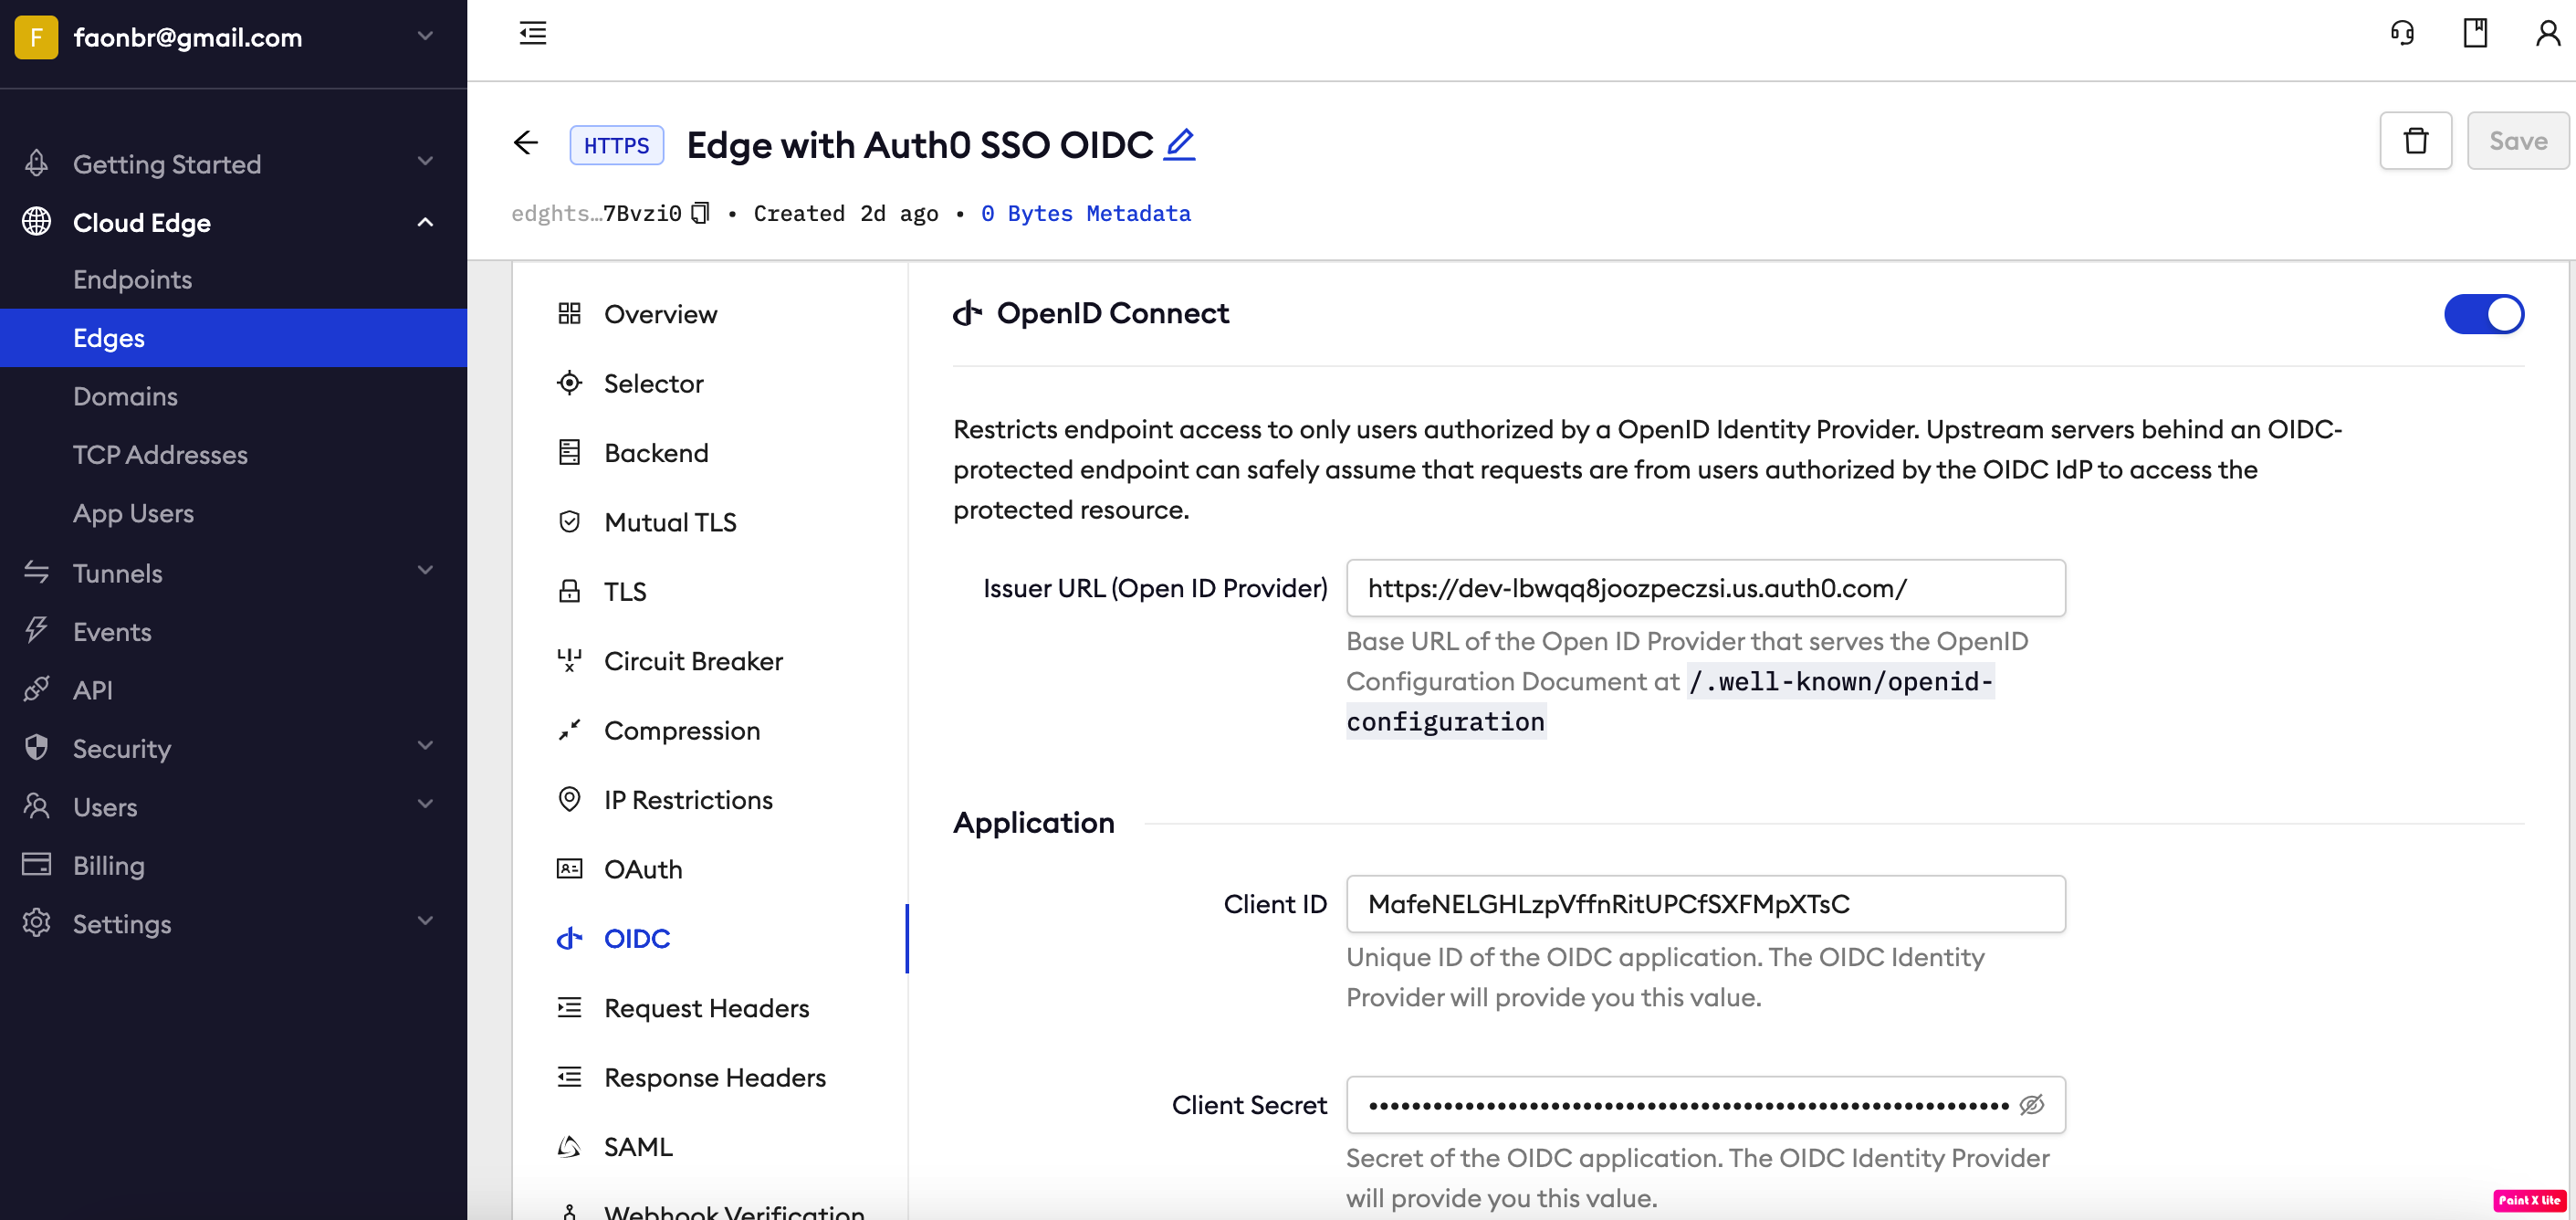 F faonbr@gmail.com
Getting Started
Cloud Edge
Endpoints
Edges
Domains
TCP Addresses
App Users
Tunnels
Events
API
Security
Users
Billing
Settings
HTTPS Edge with Auth0 SSO OIDC
Save
edghts…7Bvzi0 • Created 2d ago • 0 Bytes Metadata
Overview
Selector
Backend
Mutual TLS
TLS
Circuit Breaker
Compression
IP Restrictions
OAuth
OIDC
Request Headers
Response Headers
SAML
Webhook Verification
OpenID Connect
Restricts endpoint access to only users authorized by a OpenID Identity Provider. Upstream servers behind an OIDC-
protected endpoint can safely assume that requests are from users authorized by the OIDC IdP to access the
protected resource.
Issuer URL (Open ID Provider) https://dev-lbwqq8joozpeczsi.us.auth0.com/
Base URL of the Open ID Provider that serves the OpenID
Configuration Document at /.well-known/openid-
configuration
Application
Client ID MafeNELGHLzpVffnRitUPCfSXFMpXTsC
Unique ID of the OIDC application. The OIDC Identity
Provider will provide you this value.
Client Secret
Secret of the OIDC application. The OIDC Identity Provider
will provide you this value.
Paint X Lite